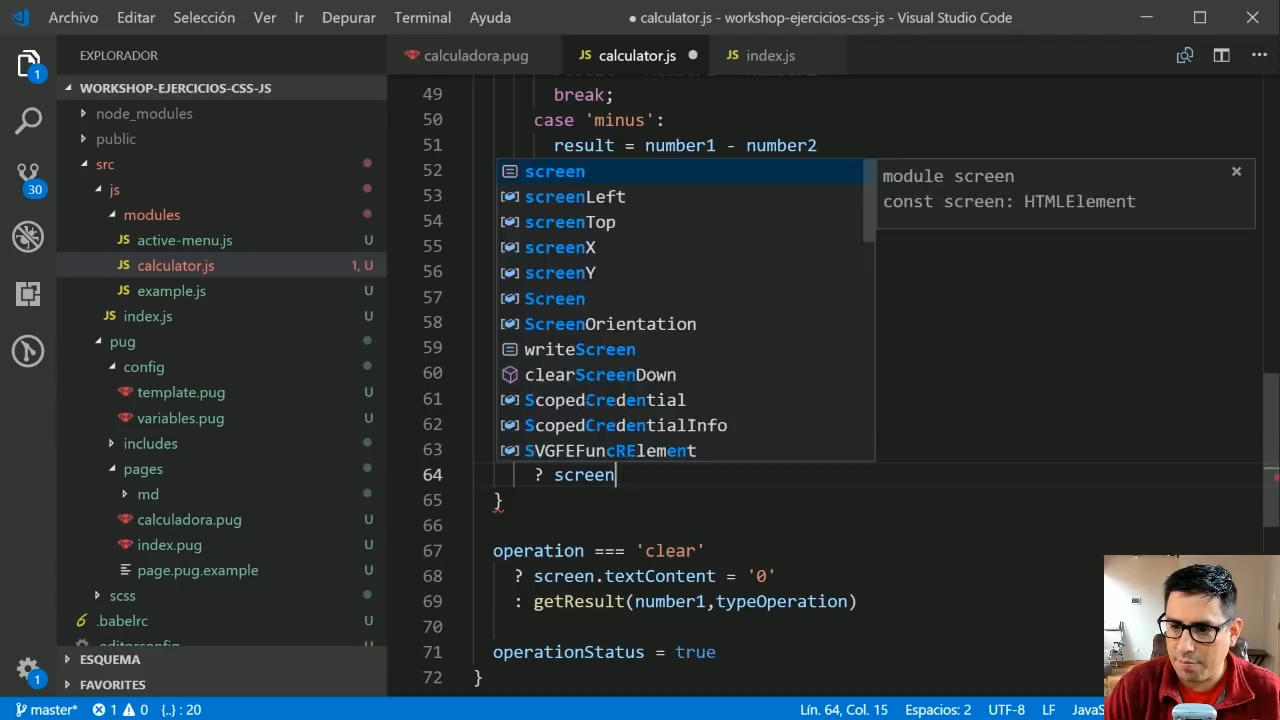 Archivo Editar Selección Ver Ir Depurar Terminal Ayuda
● calculator.js - workshop-ejercicios-css-js - Visual Studio Code
EXPLORADOR
JS calculadora.pug
JS calculator.js
JS index.js
WORKSHOP-EJERCICIOS-CSS-JS
node_modules
public
src
js
modules
JS active-menu.js U
JS calculator.js 1, U
JS example.js U
JS index.js U
pug
config
template.pug U
variables.pug U
includes
pages
md
calculadora.pug U
index.pug U
page.pug.example U
scss
.babelrc U
ESQUEMA
FAVORITES
1
30
1
49 break;
50 case 'minus':
51 result = number1 - number2
52
53
54
55
56
57
58
59
60
61
62
63
64 ? screen
65 }
66
67 operation === 'clear'
68 ? screen.textContent = '0'
69 : getResult(number1,typeOperation)
70
71 operationStatus = true
72 }
screen
screenLeft
screenTop
screenX
screenY
Screen
ScreenOrientation
writeScreen
clearScreenDown
ScopedCredential
ScopedCredentialInfo
SVGFEFuncRElement
module screen
const screen: HTMLElement
master* 1 0 {..} : 20 Lín. 64, Col. 15 Espacios: 2 UTF-8 LF